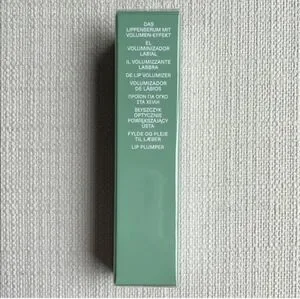 DAS
LIPPENSERUM MIT
VOLUMEN-EFFEKT
EL
VOLUMINIZADOR
LABIAL
IL VOLUMIZZANTE
LABBRA
DE LIP VOLUMIZER
VOLUMIZADOR
DE LÁBIOS
ΠΡΟΪΟΝ ΓΙΑ ΟΓΚΟ
ΣΤΑ ΧΕΙΛΗ
BŁYSZCZYK
OPTYCZNIE
POWIĘKSZAJĄCY
USTA
FYLDE OG PLEJE
TIL LÆBER
LIP PLUMPER